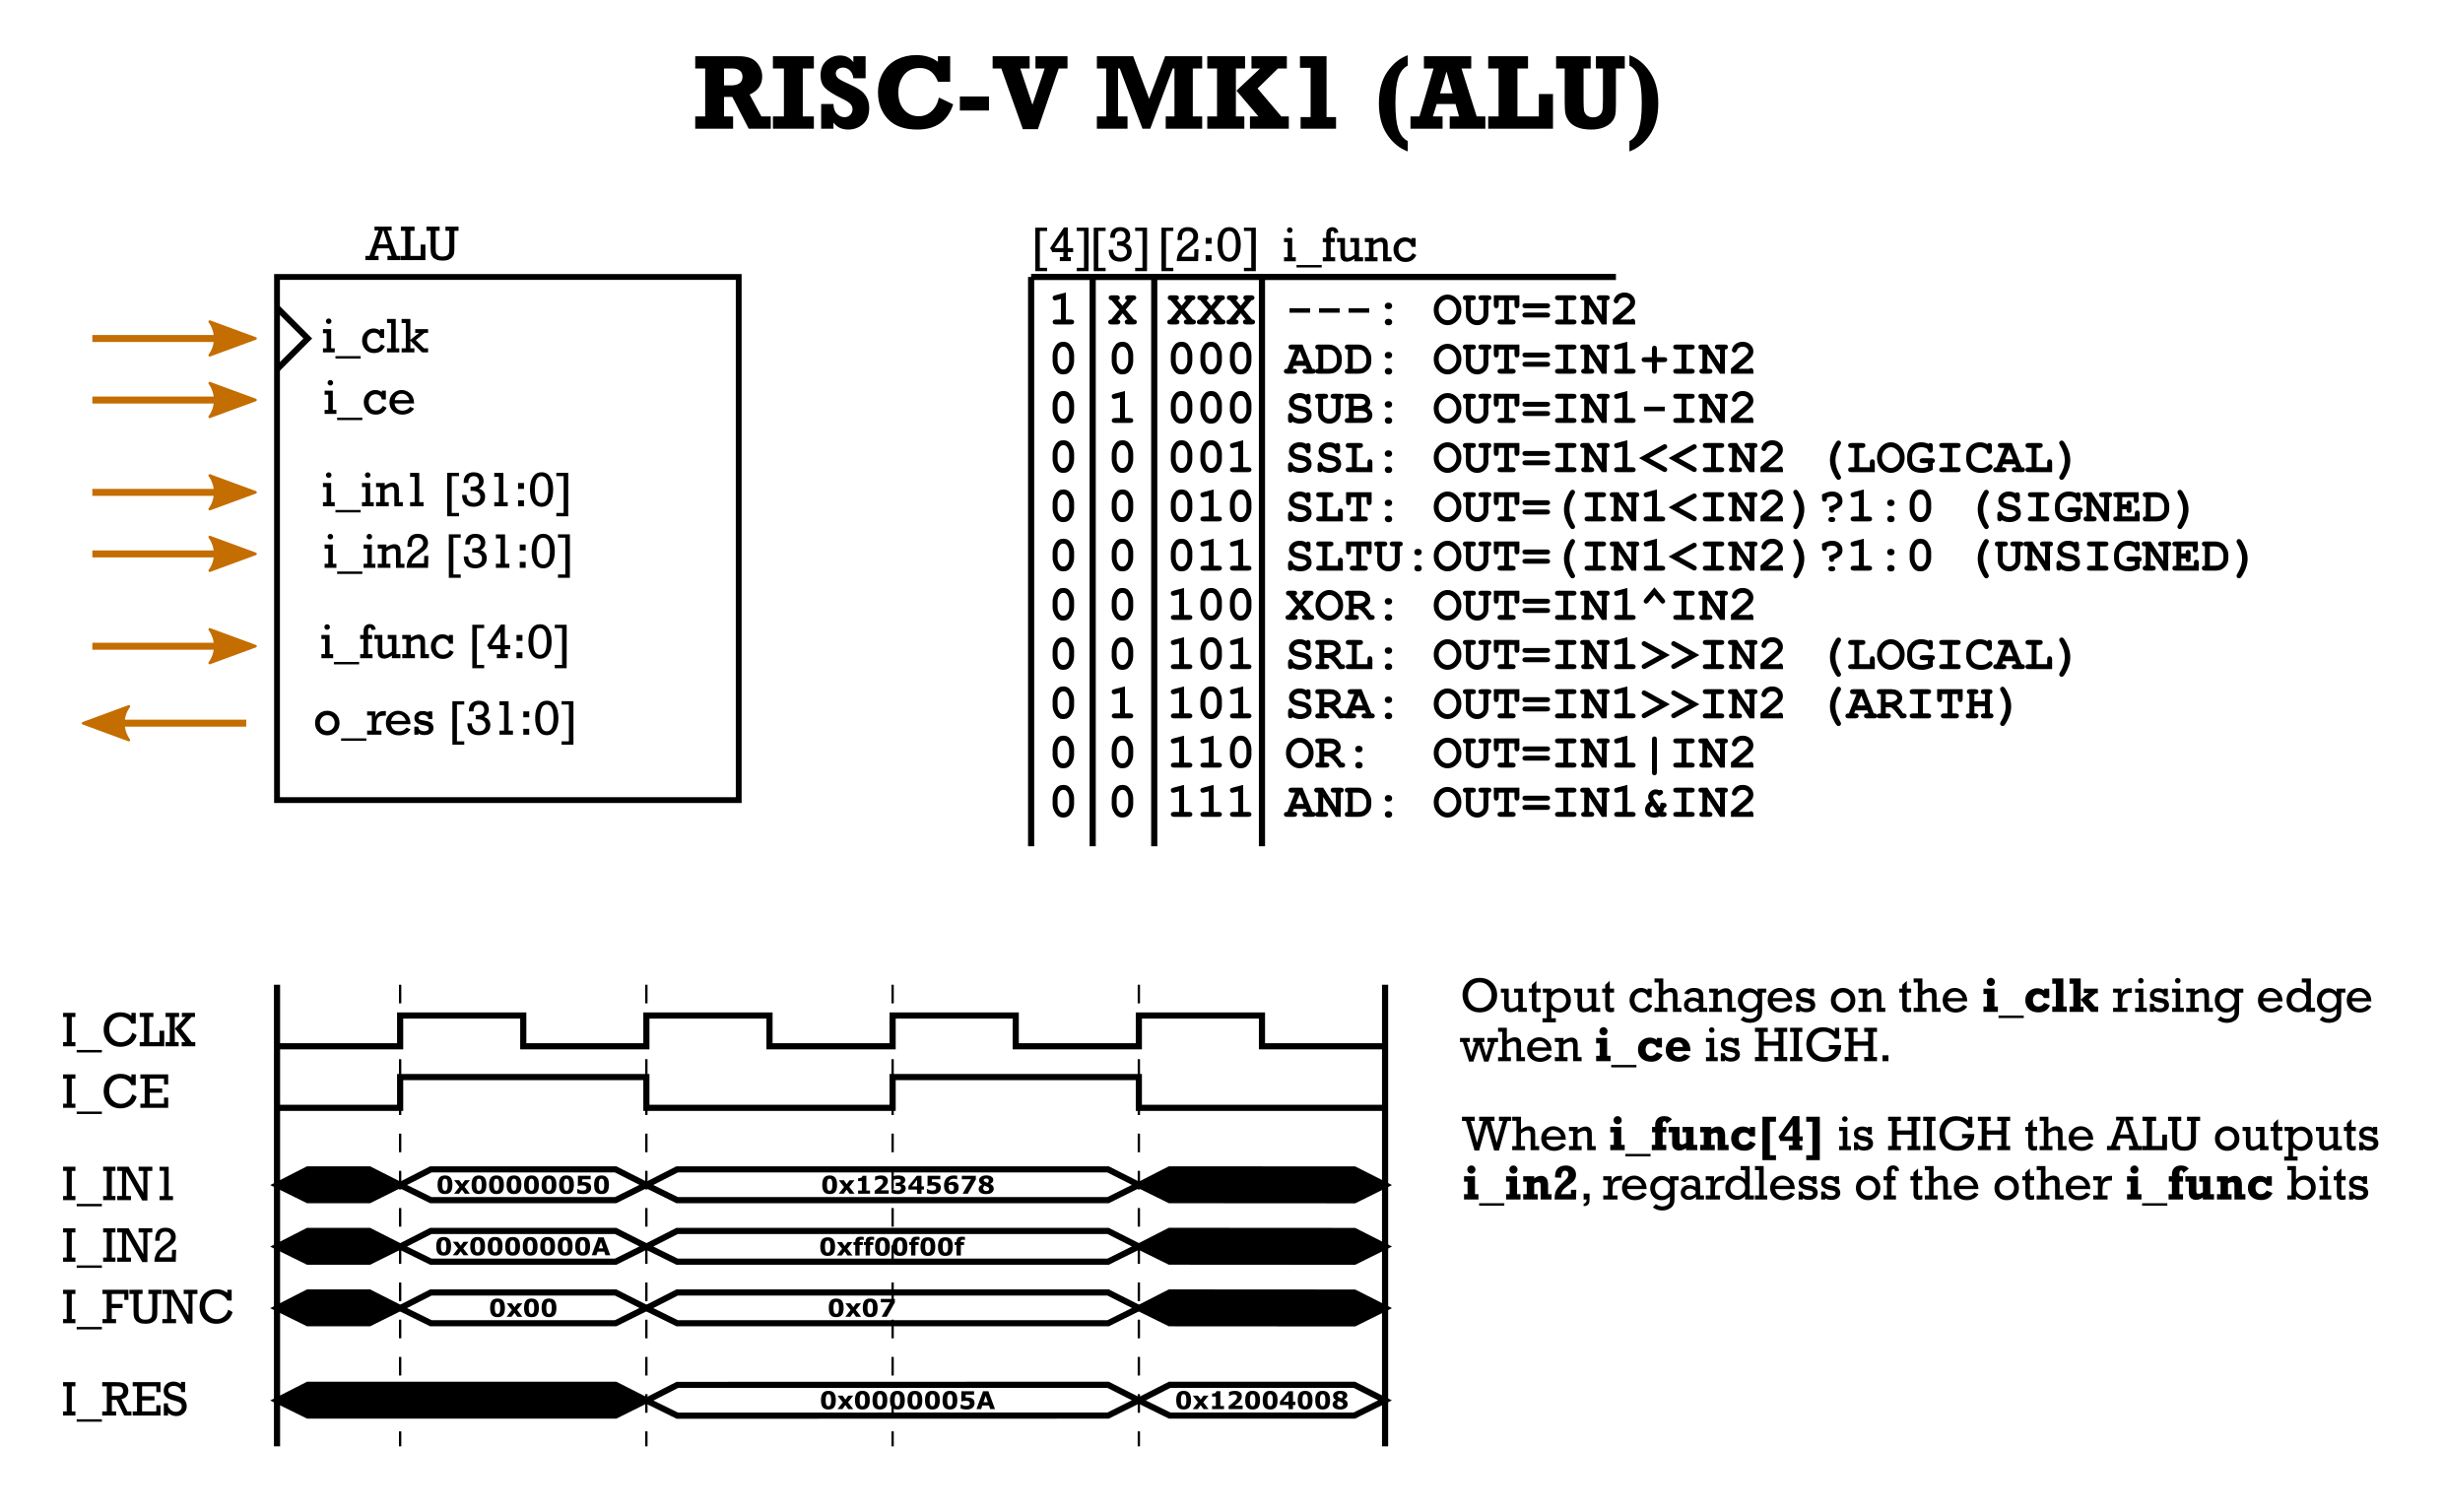 RISC-V MK1 (ALU)
ALU
i_clk
i_ce
i_in1 [31:0]
i_in2 [31:0]
i_func [4:0]
o_res [31:0]
[4][3][2:0] i_func
1 X XXX ---: OUT=IN2
0 0 000 ADD: OUT=IN1+IN2
0 1 000 SUB: OUT=IN1-IN2
0 0 001 SSL: OUT=IN1<<IN2 (LOGICAL)
0 0 010 SLT: OUT=(IN1<IN2)?1:0 (SIGNED)
0 0 011 SLTU:OUT=(IN1<IN2)?1:0 (UNSIGNED)
0 0 100 XOR: OUT=IN1^IN2
0 0 101 SRL: OUT=IN1>>IN2 (LOGICAL)
0 1 101 SRA: OUT=IN1>>IN2 (ARITH)
0 0 110 OR: OUT=IN1|IN2
0 0 111 AND: OUT=IN1&IN2
I_CLK
I_CE
I_IN1 0x00000050 0x12345678
I_IN2 0x0000000A 0xff00f00f
I_FUNC 0x00 0x07
I_RES 0x0000005A 0x12004008
Output changes on the i_clk rising edge
when i_ce is HIGH.
When i_func[4] is HIGH the ALU outputs
i_in2, regardless of the other i_func bits